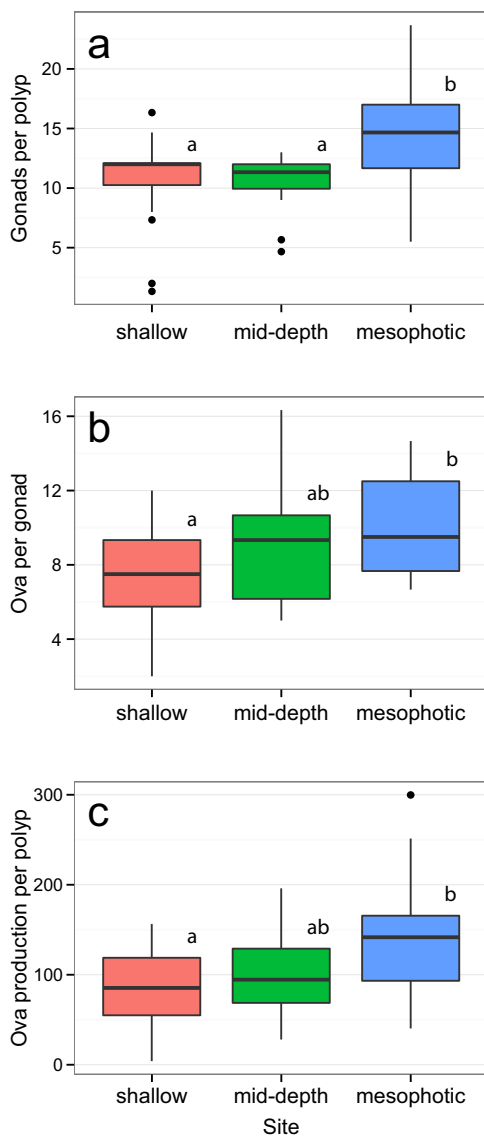 a
Gonads per polyp
20
15
10
5
a
a
b
shallow mid-depth mesophotic
b
Ova per gonad
16
12
8
4
a
ab
b
shallow mid-depth mesophotic
c
Ova production per polyp
300
200
100
0
a
ab
b
shallow mid-depth mesophotic
Site